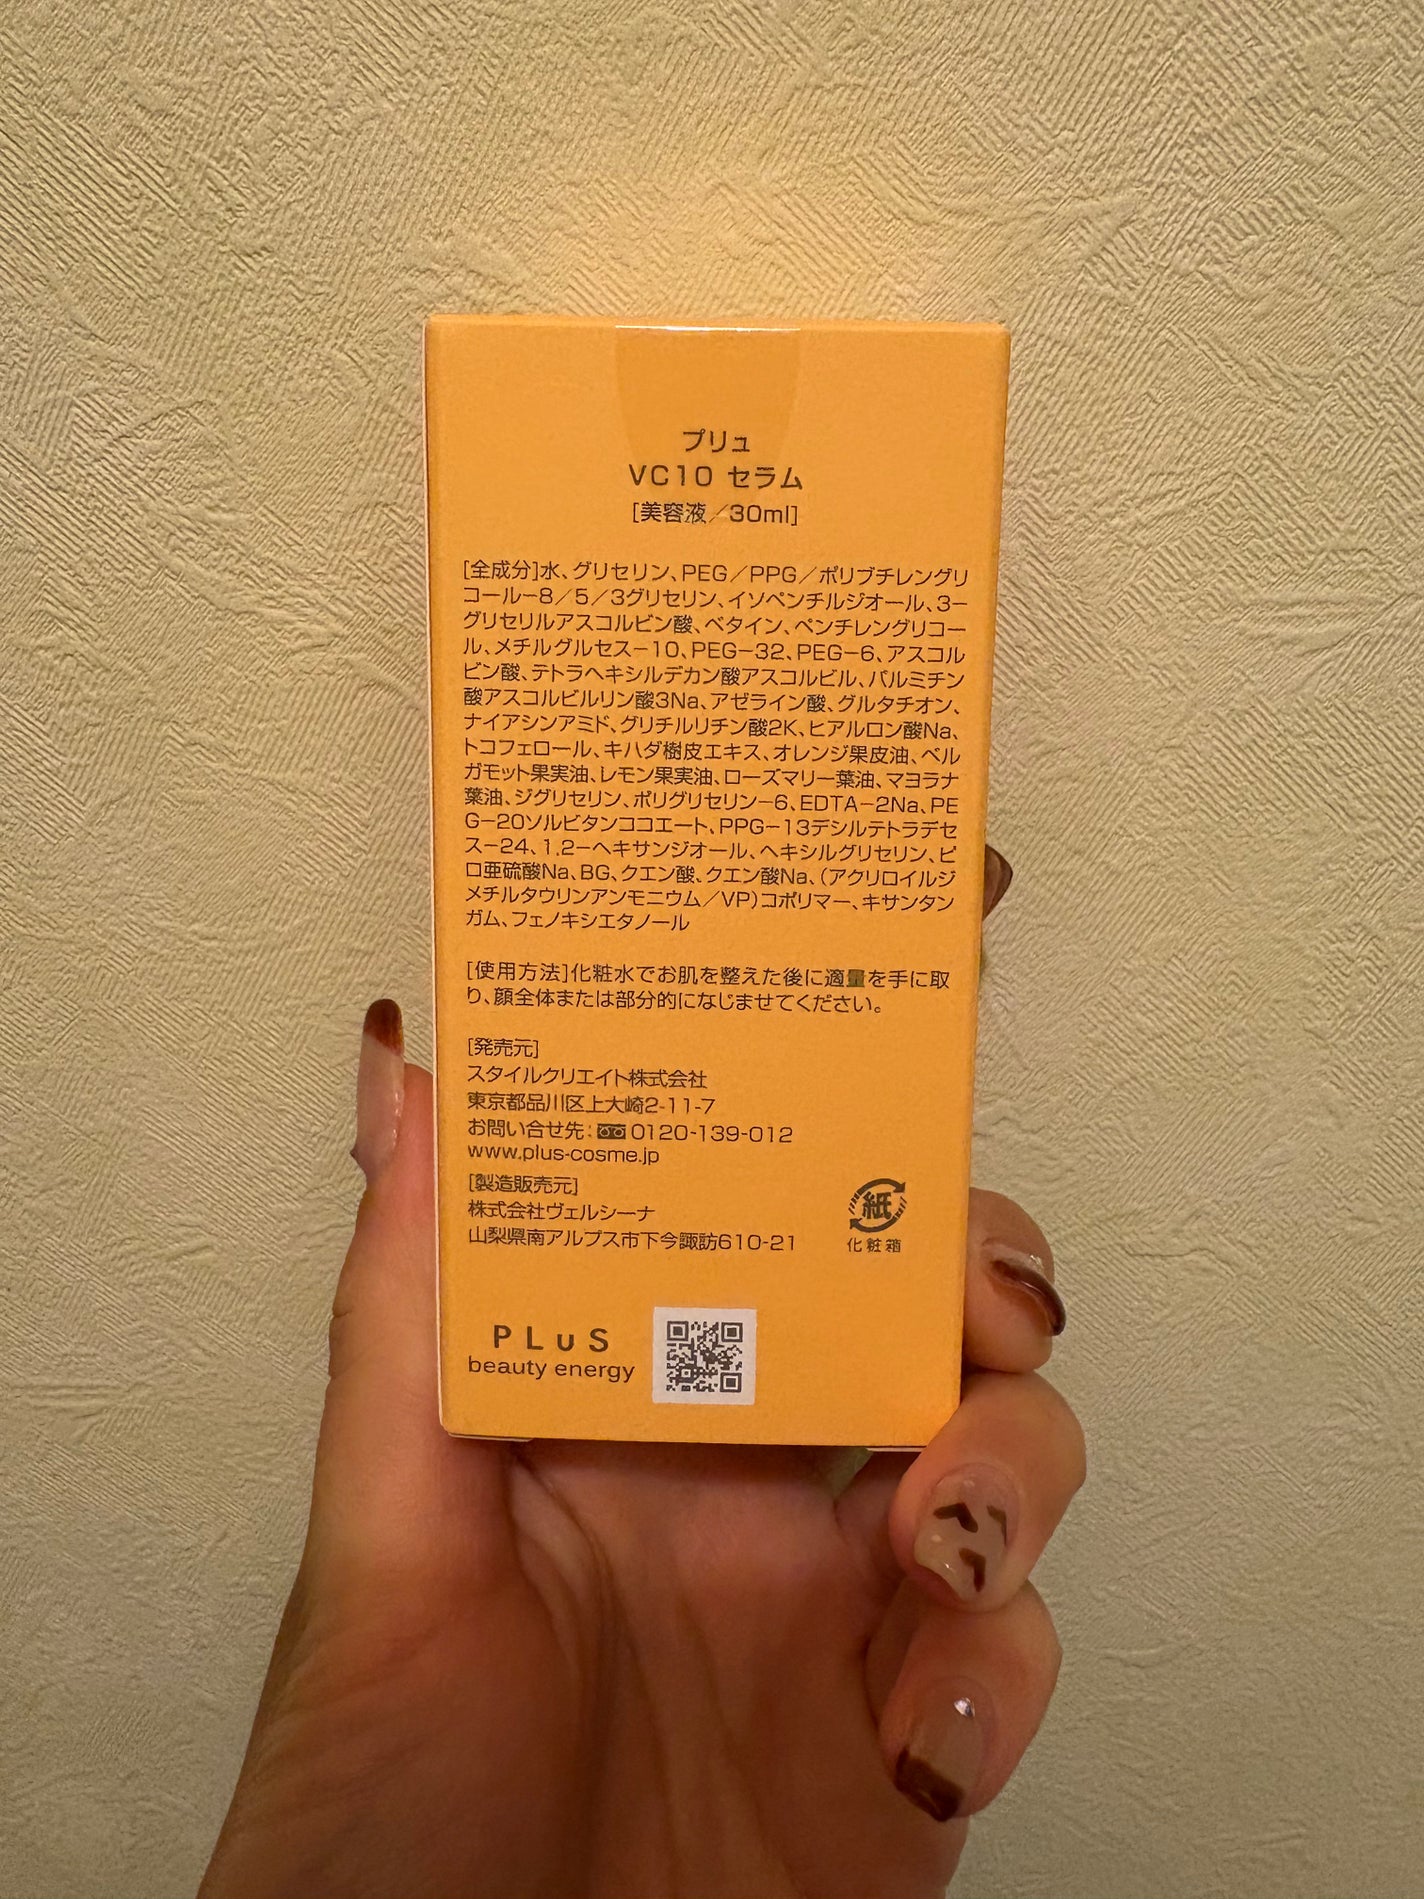 プリュ
VC10 セラム
[美容液／30ml]
[全成分]水、グリセリン、PEG／PPG／ポリブチレングリ
コール－8／5／3グリセリン、イソペンチルジオール、3－
グリセリルアスコルビン酸、ベタイン、ペンチレングリコー
ル、メチルグルセス－10、PEG－32、PEG－6、アスコル
ビン酸、テトラヘキシルデカン酸アスコルビル、パルミチン
酸アスコルビルリン酸3Na、アゼライン酸、グルタチオン、
ナイアシンアミド、グリチルリチン酸2K、ヒアルロン酸Na、
トコフェロール、キハダ樹皮エキス、オレンジ果皮油、ベル
ガモット果実油、レモン果実油、ローズマリー葉油、マヨラナ
葉油、ジグリセリン、ポリグリセリン－6、EDTA－2Na、PE
G－20ソルビタンココエート、PPG－13デシルテトラデセ
ス－24、1,2－ヘキサンジオール、ヘキシルグリセリン、ピ
ロ亜硫酸Na、BG、クエン酸、クエン酸Na、（アクリロイルジ
メチルタウリンアンモニウム／VP）コポリマー、キサンタン
ガム、フェノキシエタノール
[使用方法]化粧水でお肌を整えた後に適量を手に取
り、顔全体または部分的になじませてください。
[発売元]
スタイルクリエイト株式会社
東京都品川区上大崎2-11-7
お問い合せ先：0120-139-012
www.plus-cosme.jp
[製造販売元]
株式会社ヴェルシーナ
山梨県南アルプス市下今諏訪610-21
紙
化粧箱
PLuS
beauty energy